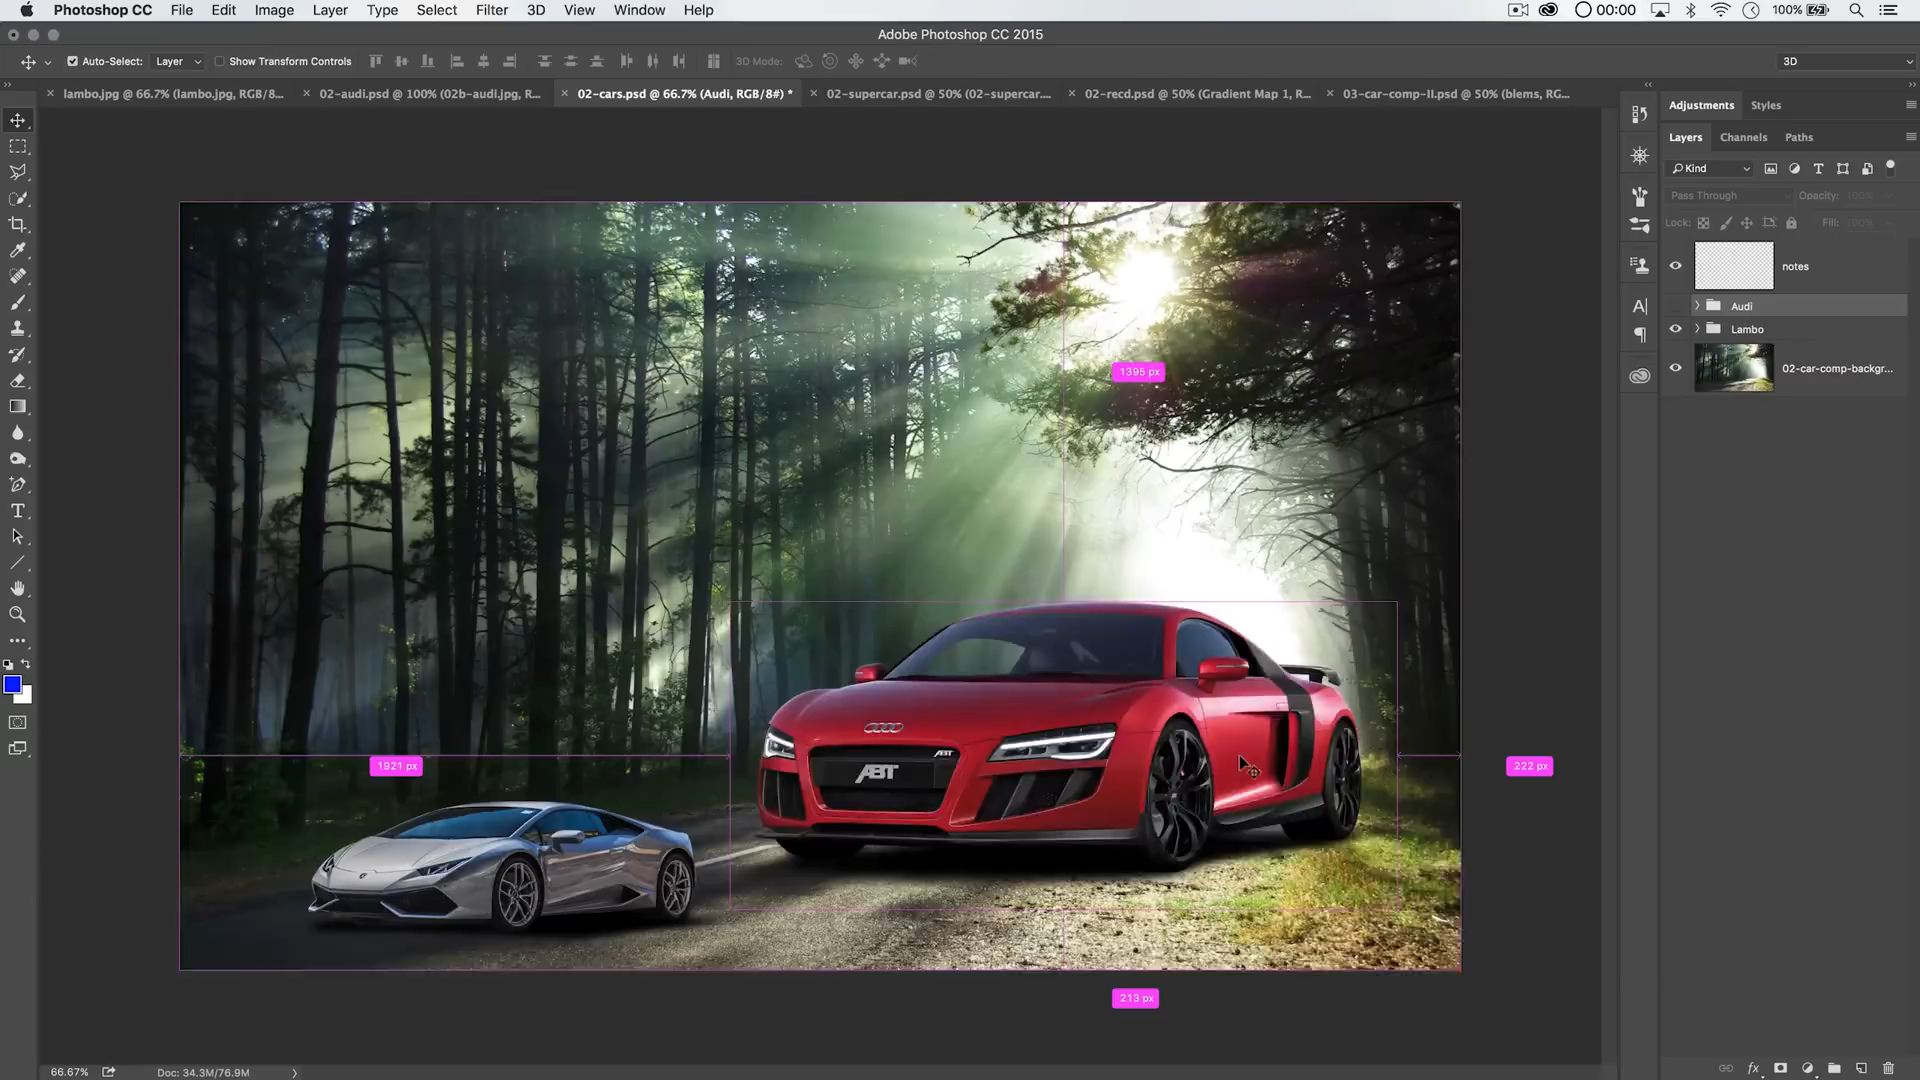 Photoshop CC File Edit Image Layer Type Select Filter 3D View Window Help 00:00 100%
Adobe Photoshop CC 2015
Auto-Select: Layer Show Transform Controls 3D Mode: 3D
lambo.jpg @ 66.7% (lambo.jpg, RGB/8... 02-audi.psd @ 100% (02b-audi.jpg, R... 02-cars.psd @ 66.7% (Audi, RGB/8#) * 02-supercar.psd @ 50% (02-supercar.... 02-recd.psd @ 50% (Gradient Map 1, R... 03-car-comp-II.psd @ 50% (blems, RG...
Adjustments Styles
Layers Channels Paths
Kind
Pass Through Opacity: 100%
Lock: Fill: 100%
notes
Audi
Lambo
02-car-comp-backgr...
1395 px
1921 px
222 px
ABT
ABT
213 px
66.67% Doc: 34.3M/76.9M